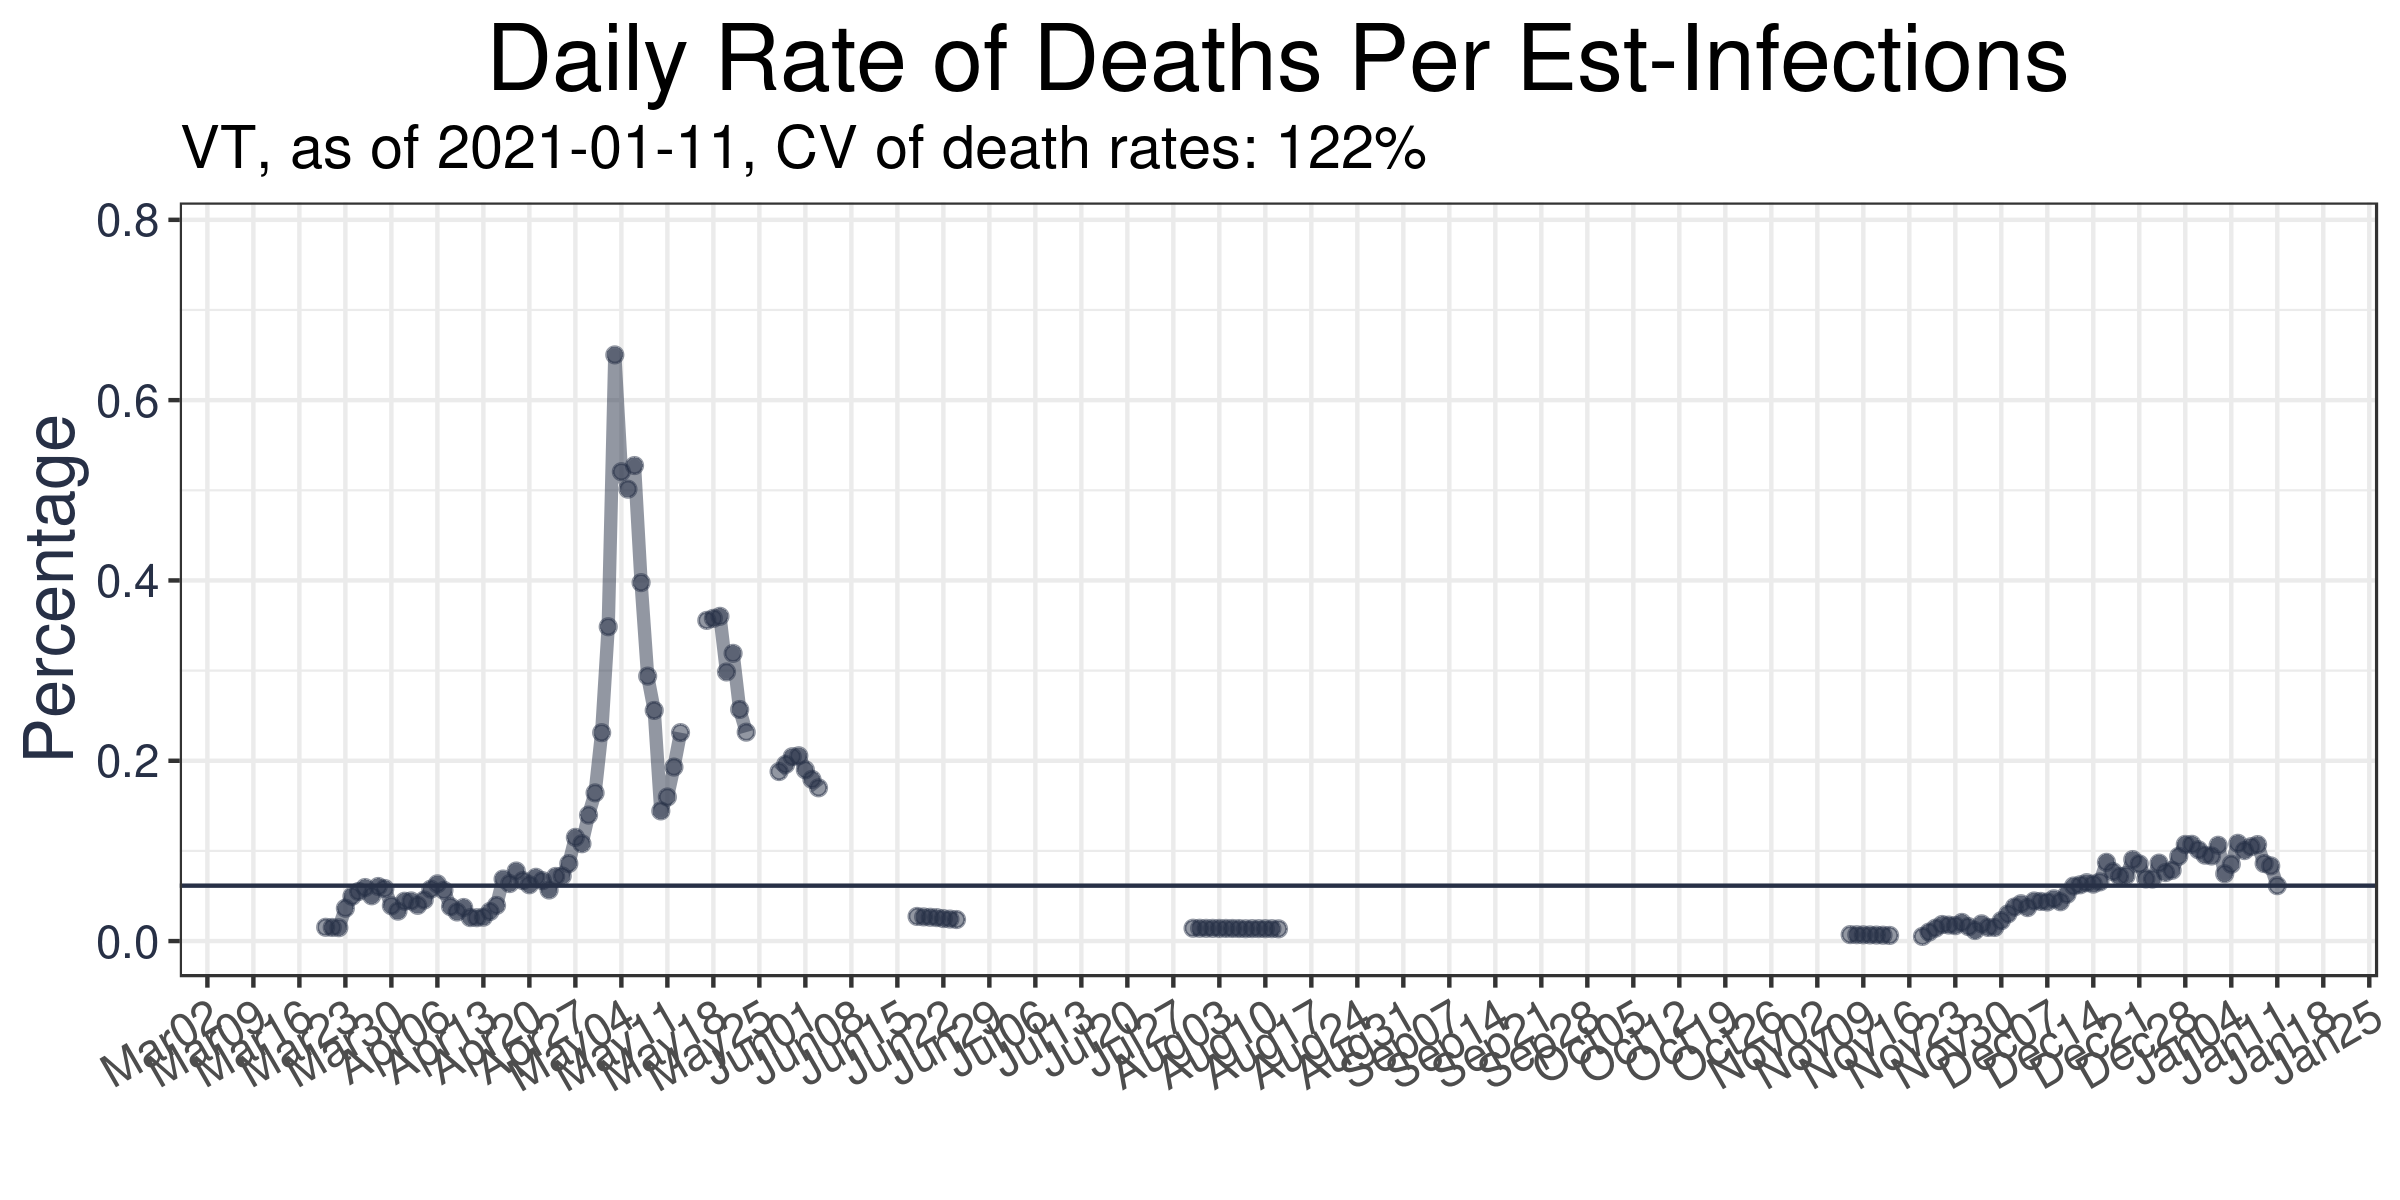 Daily Rate of Deaths Per Est-Infections
VT, as of 2021-01-11, CV of death rates: 122%
Percentage
0.8
0.6
0.4
0.2
0.0
Mar02
Mar09
Mar16
Mar23
Mar30
Apr06
Apr13
Apr20
Apr27
May04
May11
May18
May25
Jun01
Jun08
Jun15
Jun22
Jun29
Jul06
Jul13
Jul20
Jul27
Aug03
Aug10
Aug17
Aug24
Aug31
Sep07
Sep14
Sep21
Sep28
Oct05
Oct12
Oct19
Oct26
Nov02
Nov09
Nov16
Nov23
Nov30
Dec07
Dec14
Dec21
Dec28
Jan04
Jan11
Jan18
Jan25